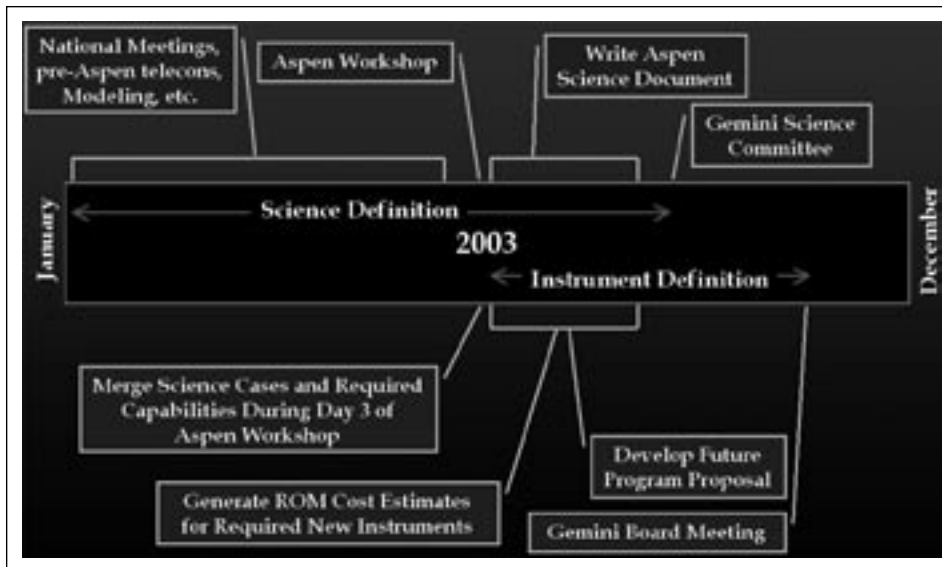 National Meetings,
pre-Aspen telecons,
Modeling, etc.
Aspen Workshop
Write Aspen
Science Document
Gemini Science
Committee
January
Science Definition
2003
Instrument Definition
December
Merge Science Cases and Required
Capabilities During Day 3 of
Aspen Workshop
Develop Future
Program Proposal
Generate ROM Cost Estimates
for Required New Instruments
Gemini Board Meeting